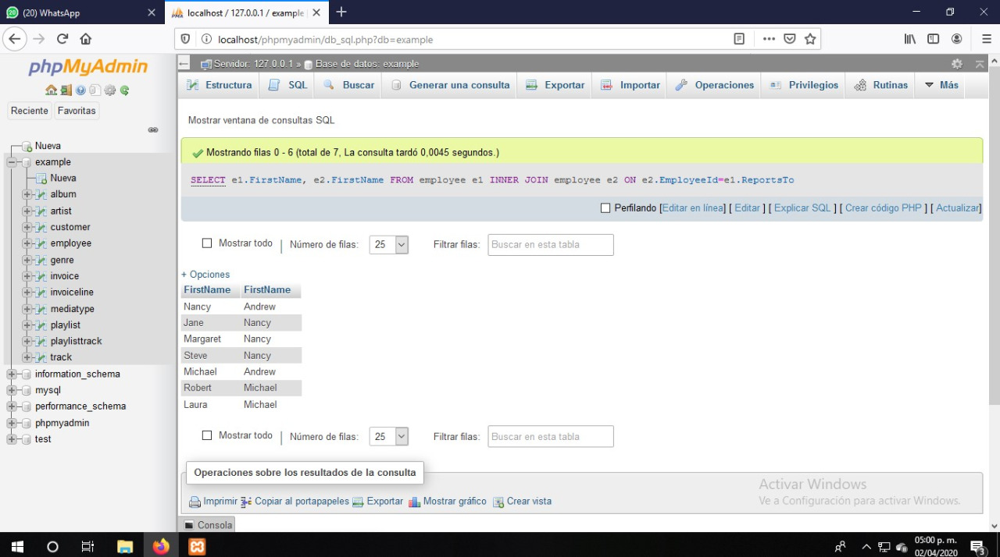 (20) WhatsApp
localhost / 127.0.0.1 / example
localhost/phpmyadmin/db_sql.php?db=example
phpMyAdmin
Reciente Favoritas
Nueva
example
Nueva
album
artist
customer
employee
genre
invoice
invoiceline
mediatype
playlist
playlisttrack
track
information_schema
mysql
performance_schema
phpmyadmin
test
Servidor: 127.0.0.1 » Base de datos: example
Estructura SQL Buscar Generar una consulta Exportar Importar Operaciones Privilegios Rutinas Más
Mostrar ventana de consultas SQL
Mostrando filas 0 - 6 (total de 7, La consulta tardó 0,0045 segundos.)
SELECT e1.FirstName, e2.FirstName FROM employee e1 INNER JOIN employee e2 ON e2.EmployeeId=e1.ReportsTo
Perfilando [Editar en línea] [ Editar ] [ Explicar SQL ] [ Crear código PHP ] [ Actualizar]
Mostrar todo | Número de filas: 25 Filtrar filas: Buscar en esta tabla
+ Opciones
FirstName FirstName
Nancy Andrew
Jane Nancy
Margaret Nancy
Steve Nancy
Michael Andrew
Robert Michael
Laura Michael
Mostrar todo | Número de filas: 25 Filtrar filas: Buscar en esta tabla
Operaciones sobre los resultados de la consulta
Imprimir Copiar al portapapeles Exportar Mostrar gráfico Crear vista
Activar Windows
Ve a Configuración para activar Windows.
Consola
05:00 p. m.
02/04/2020
3